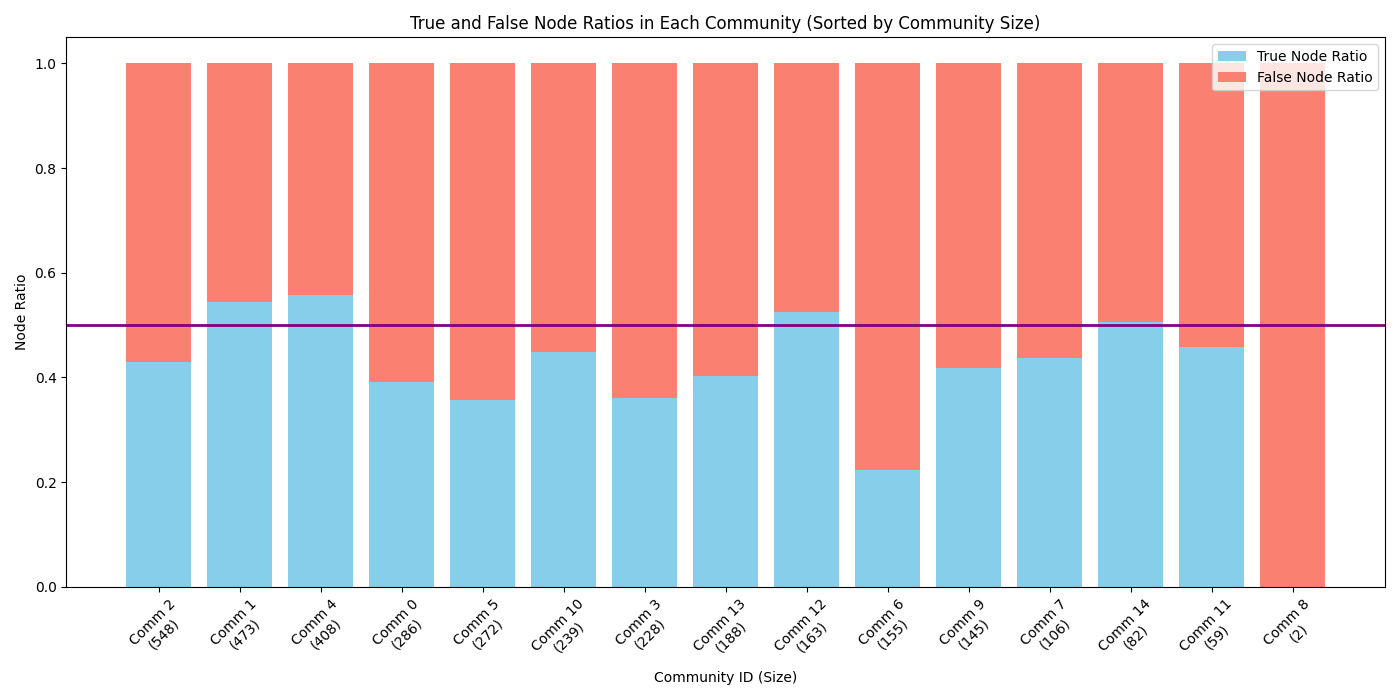 True and False Node Ratios in Each Community (Sorted by Community Size)
True Node Ratio
False Node Ratio
Node Ratio
1.0
0.8
0.6
0.4
0.2
0.0
Comm 2
(548)
Comm 1
(473)
Comm 4
(408)
Comm 0
(286)
Comm 5
(272)
Comm 10
(239)
Comm 3
(228)
Comm 13
(188)
Comm 12
(163)
Comm 6
(155)
Comm 9
(145)
Comm 7
(106)
Comm 14
(82)
Comm 11
(59)
Comm 8
(2)
Community ID (Size)